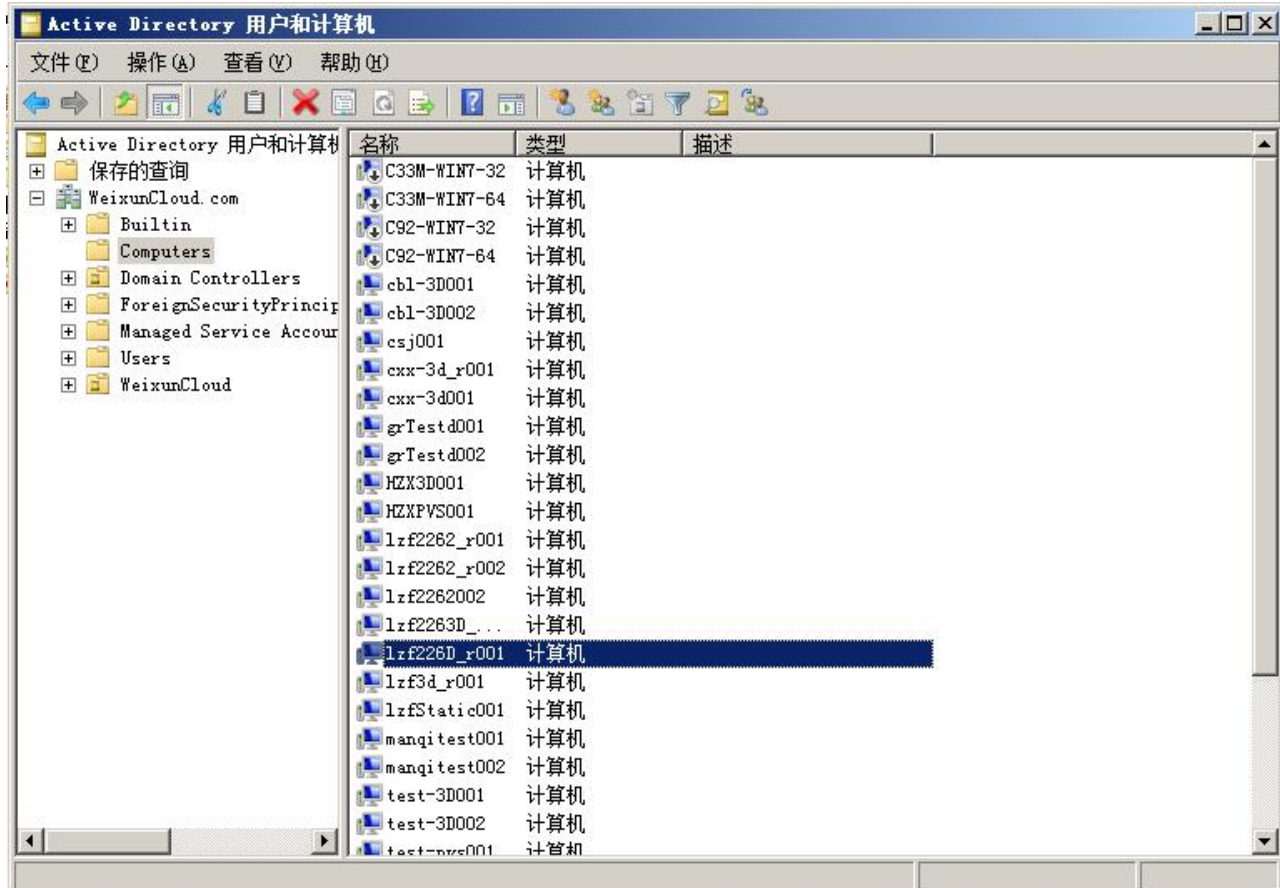 Active Directory 用户和计算机
文件(F) 操作(A) 查看(V) 帮助(H)
Active Directory 用户和计算机
保存的查询
WeixunCloud.com
Builtin
Computers
Domain Controllers
ForeignSecurityPrincip
Managed Service Accour
Users
WeixunCloud
名称 类型 描述
C33M-WIN7-32 计算机
C33M-WIN7-64 计算机
C92-WIN7-32 计算机
C92-WIN7-64 计算机
cbl-3D001 计算机
cbl-3D002 计算机
csj001 计算机
cxx-3d_r001 计算机
cxx-3d001 计算机
grTestd001 计算机
grTestd002 计算机
HZX3D001 计算机
HZXPVS001 计算机
lzf2262_r001 计算机
lzf2262_r002 计算机
lzf2262002 计算机
lzf2263D_... 计算机
lzf226D_r001 计算机
lzf3d_r001 计算机
lzfStatic001 计算机
manqitest001 计算机
manqitest002 计算机
test-3D001 计算机
test-3D002 计算机
test-pvs001 计算机